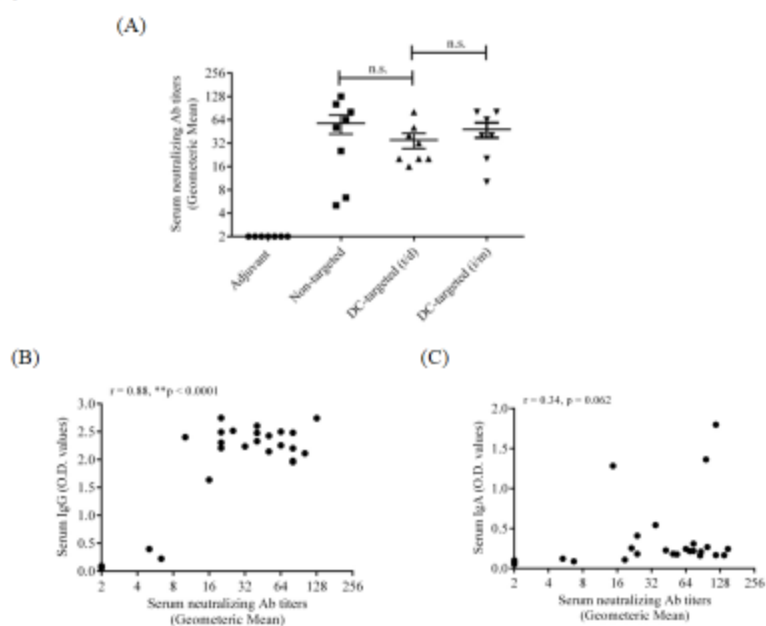 (A)
n.s.
n.s.
Serum neutralizing Ab titers
(Geometeric Mean)
256
128
64
32
16
8
4
2
Adjuvant
Non-targeted
DC-targeted (t/d)
DC-targeted (i/m)
(B)
r = 0.88, **p < 0.0001
Serum IgG (O.D. values)
3.0
2.5
2.0
1.5
1.0
0.5
0.0
2 4 8 16 32 64 128 256
Serum neutralizing Ab titers
(Geometeric Mean)
(C)
r = 0.34, p = 0.062
Serum IgA (O.D. values)
2.0
1.5
1.0
0.5
0.0
2 4 8 16 32 64 128 256
Serum neutralizing Ab titers
(Geometeric Mean)